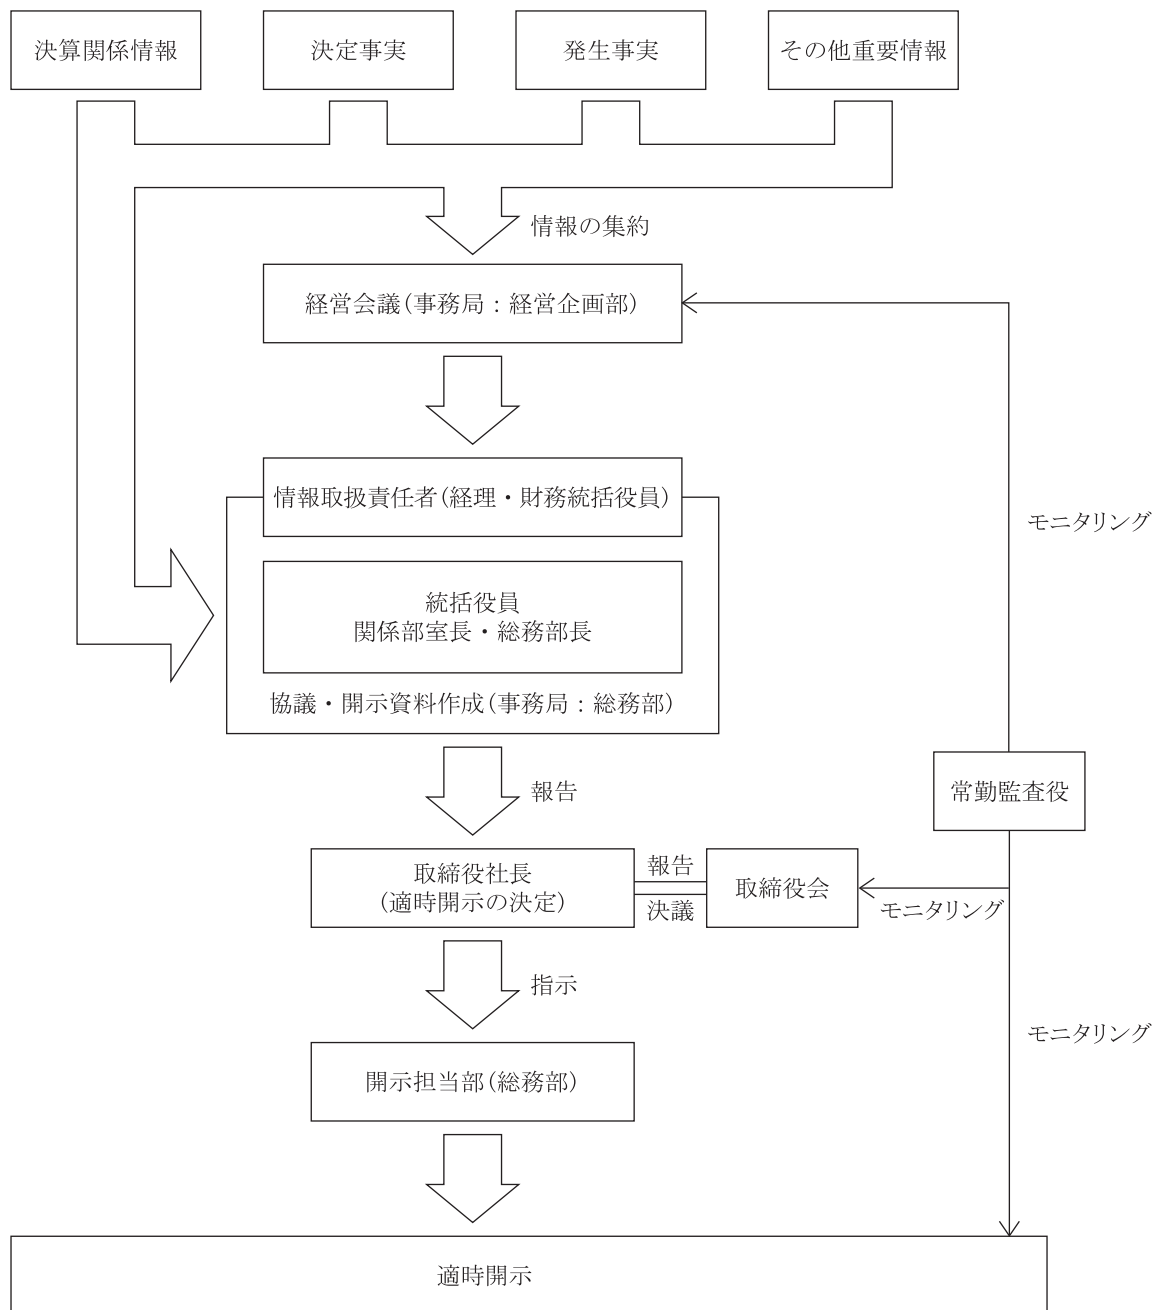 決算関係情報
決定事実
発生事実
その他重要情報
情報の集約
経営会議(事務局:経営企画部)
情報取扱責任者(経理・財務統括役員)
モニタリング
統括役員
関係部室長・総務部長
協議・開示資料作成(事務局:総務部)
報告
常勤監査役
取締役社長
(適時開示の決定)
報告
決議
取締役会
モニタリング
指示
モニタリング
開示担当部(総務部)
適時開示